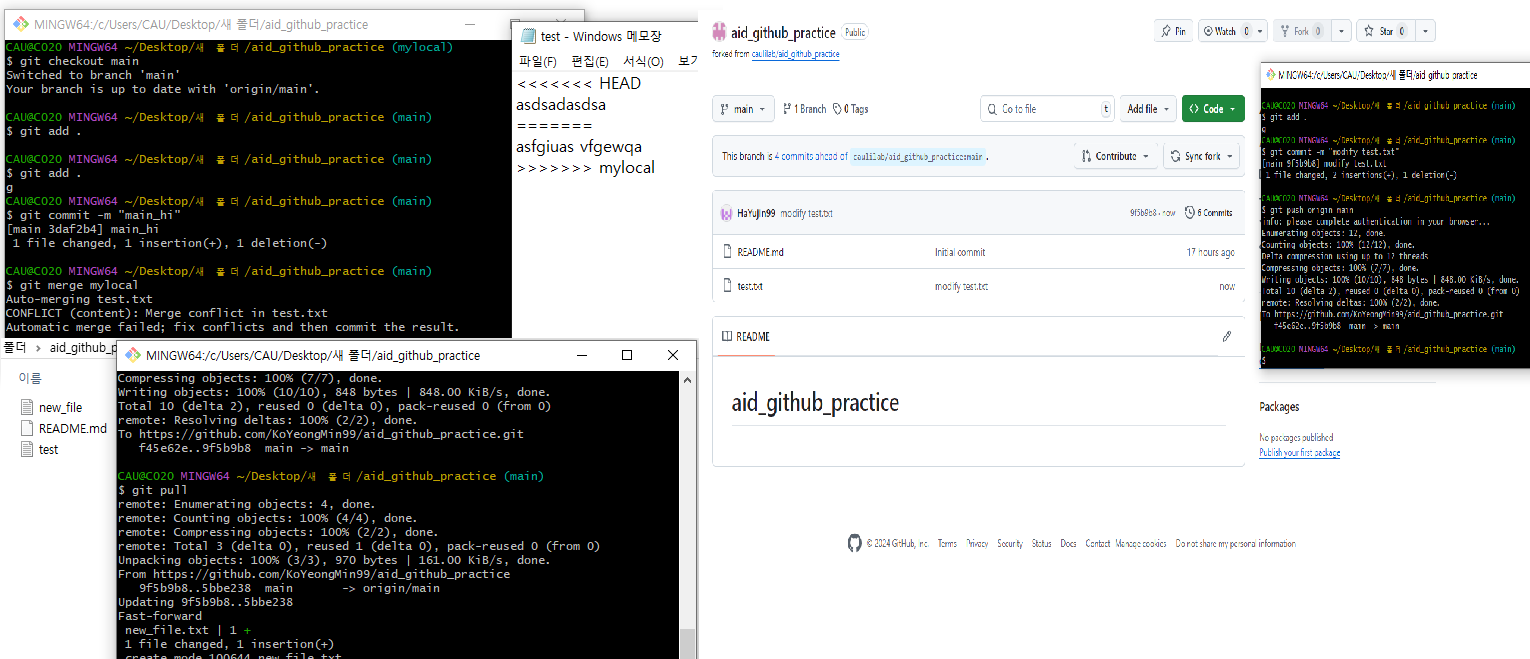 MINGW64:/c/Users/CAU/Desktop/새 폴더/aid_github_practice
CAU@C020 MINGW64 ~/Desktop/새 폴더/aid_github_practice (mylocal)
$ git checkout main
Switched to branch 'main'
Your branch is up to date with 'origin/main'.
CAU@C020 MINGW64 ~/Desktop/새 폴더/aid_github_practice (main)
$ git add .
CAU@C020 MINGW64 ~/Desktop/새 폴더/aid_github_practice (main)
$ git add .
g
CAU@C020 MINGW64 ~/Desktop/새 폴더/aid_github_practice (main)
$ git commit -m "main_hi"
[main 3daf2b4] main_hi
1 file changed, 1 insertion(+), 1 deletion(-)
CAU@C020 MINGW64 ~/Desktop/새 폴더/aid_github_practice (main)
$ git merge mylocal
Auto-merging test.txt
CONFLICT (content): Merge conflict in test.txt
Automatic merge failed; fix conflicts and then commit the result.
test - Windows 메모장
파일(F) 편집(E) 서식(O) 보기
<<<<<<< HEAD
asdsadasdsa
=======
asfgiuas vfgewqa
>>>>>>> mylocal
폴더 > aid_github_p
이름
new_file
README.md
test
MINGW64:/c/Users/CAU/Desktop/새 폴더/aid_github_practice
Compressing objects: 100% (7/7), done.
Writing objects: 100% (10/10), 848 bytes | 848.00 KiB/s, done.
Total 10 (delta 2), reused 0 (delta 0), pack-reused 0 (from 0)
remote: Resolving deltas: 100% (2/2), done.
To https://github.com/KoYeongMin99/aid_github_practice.git
f45e62e..9f5b9b8 main -> main
CAU@C020 MINGW64 ~/Desktop/새 폴더/aid_github_practice (main)
$ git pull
remote: Enumerating objects: 4, done.
remote: Counting objects: 100% (4/4), done.
remote: Compressing objects: 100% (2/2), done.
remote: Total 3 (delta 0), reused 1 (delta 0), pack-reused 0 (from 0)
Unpacking objects: 100% (3/3), 970 bytes | 161.00 KiB/s, done.
From https://github.com/KoYeongMin99/aid_github_practice
9f5b9b8..5bbe238 main -> origin/main
Updating 9f5b9b8..5bbe238
Fast-forward
new_file.txt | 1 +
1 file changed, 1 insertion(+)
create mode 100644 new_file.txt
aid_github_practice Public
forked from caulilab/aid_github_practice
Pin Watch 0 Fork 0 Star 0
main 1 Branch 0 Tags Go to file t Add file Code
This branch is 4 commits ahead of caulilab/aid_github_practice:main .
Contribute Sync fork
HaYujin99 modify test.txt 9f5b9b8 · now 6 Commits
README.md Initial commit 17 hours ago
test.txt modify test.txt now
README
aid_github_practice
MINGW64:/c/Users/CAU/Desktop/새 폴더/aid_github_practice
CAU@C020 MINGW64 ~/Desktop/새 폴더/aid_github_practice (main)
$ git add .
g
CAU@C020 MINGW64 ~/Desktop/새 폴더/aid_github_practice (main)
$ git commit -m "modify test.txt"
[main 9f5b9b8] modify test.txt
1 file changed, 2 insertions(+), 1 deletion(-)
CAU@C020 MINGW64 ~/Desktop/새 폴더/aid_github_practice (main)
$ git push origin main
info: please complete authentication in your browser...
Enumerating objects: 12, done.
Counting objects: 100% (12/12), done.
Delta compression using up to 12 threads
Compressing objects: 100% (7/7), done.
Writing objects: 100% (10/10), 848 bytes | 848.00 KiB/s, done.
Total 10 (delta 2), reused 0 (delta 0), pack-reused 0 (from 0)
remote: Resolving deltas: 100% (2/2), done.
To https://github.com/KoYeongMin99/aid_github_practice.git
f45e62e..9f5b9b8 main -> main
CAU@C020 MINGW64 ~/Desktop/새 폴더/aid_github_practice (main)
$
Packages
No packages published
Publish your first package
© 2024 GitHub, Inc. Terms Privacy Security Status Docs Contact Manage cookies Do not share my personal information